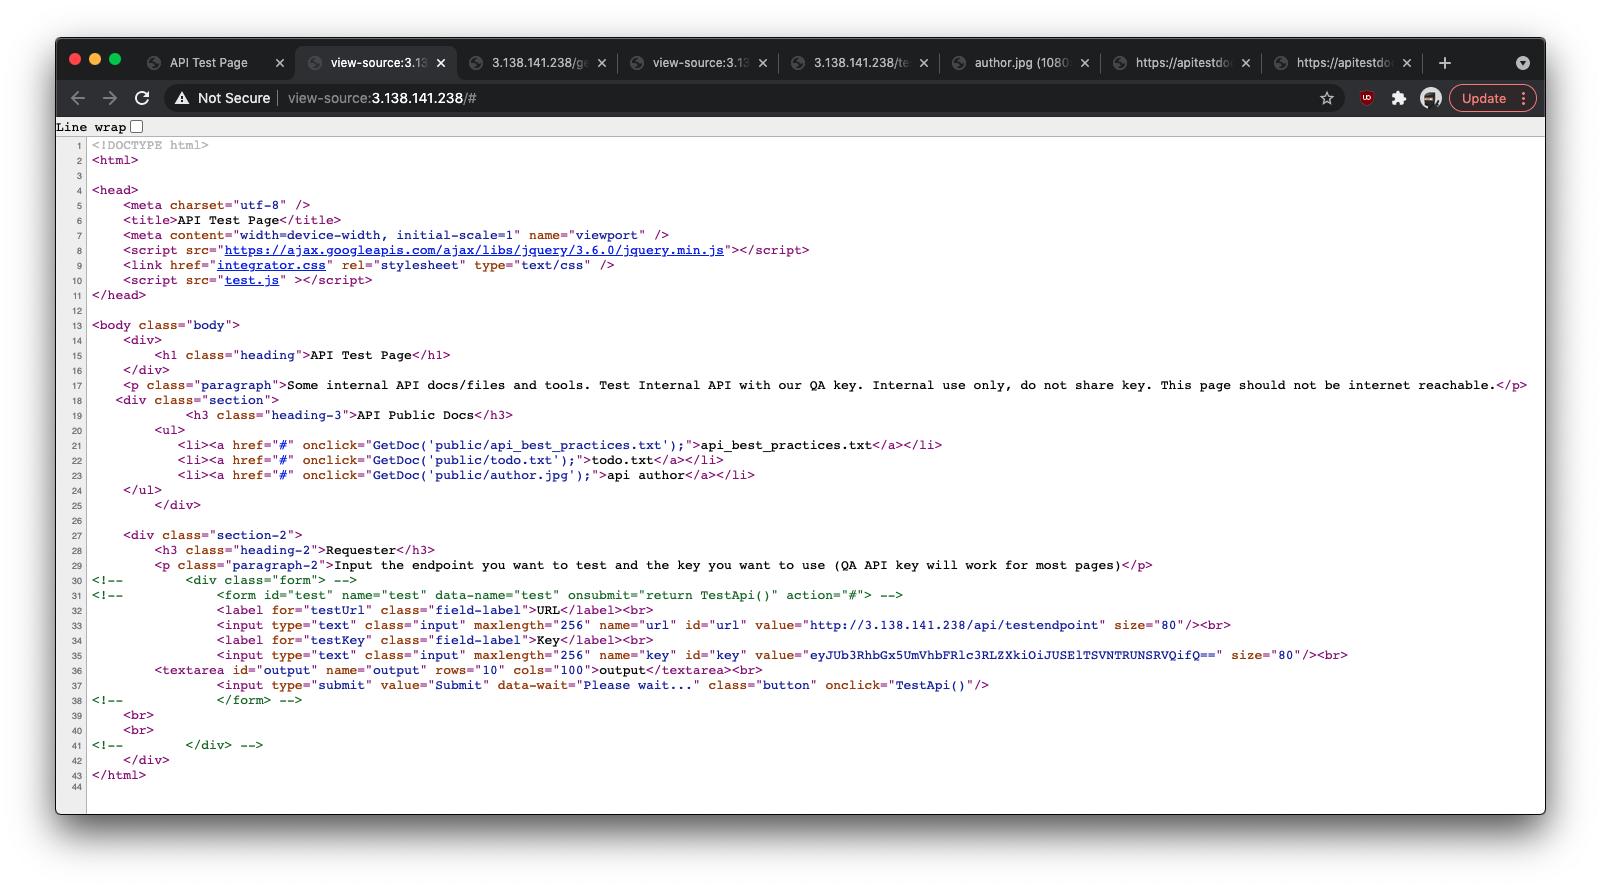 API Test Page
view-source:3.13
3.138.141.238/ge
view-source:3.13
3.138.141.238/te
author.jpg (1080
https://apitestdo
https://apitestdo
Not Secure
view-source:3.138.141.238/#
Update
Line wrap
1 <!DOCTYPE html>
2 <html>
3
4 <head>
5 <meta charset="utf-8" />
6 <title>API Test Page</title>
7 <meta content="width=device-width, initial-scale=1" name="viewport" />
8 <script src="https://ajax.googleapis.com/ajax/libs/jquery/3.6.0/jquery.min.js"></script>
9 <link href="integrator.css" rel="stylesheet" type="text/css" />
10 <script src="test.js" ></script>
11 </head>
12
13 <body class="body">
14 <div>
15 <h1 class="heading">API Test Page</h1>
16 </div>
17 <p class="paragraph">Some internal API docs/files and tools. Test Internal API with our QA key. Internal use only, do not share key. This page should not be internet reachable.</p>
18 <div class="section">
19 <h3 class="heading-3">API Public Docs</h3>
20 <ul>
21 <li><a href="#" onclick="GetDoc('public/api_best_practices.txt');">api_best_practices.txt</a></li>
22 <li><a href="#" onclick="GetDoc('public/todo.txt');">todo.txt</a></li>
23 <li><a href="#" onclick="GetDoc('public/author.jpg');">api author</a></li>
24 </ul>
25 </div>
26
27 <div class="section-2">
28 <h3 class="heading-2">Requester</h3>
29 <p class="paragraph-2">Input the endpoint you want to test and the key you want to use (QA API key will work for most pages)</p>
30 <!-- <div class="form"> -->
31 <!-- <form id="test" name="test" data-name="test" onsubmit="return TestApi()" action="#"> -->
32 <label for="testUrl" class="field-label">URL</label><br>
33 <input type="text" class="input" maxlength="256" name="url" id="url" value="http://3.138.141.238/api/testendpoint" size="80"/><br>
34 <label for="testKey" class="field-label">Key</label><br>
35 <input type="text" class="input" maxlength="256" name="key" id="key" value="eyJUb3RhbGx5UmVhbFRlc3RLZXkiOiJUSElTSVNTRUNSRVQifQ==" size="80"/><br>
36 <textarea id="output" name="output" rows="10" cols="100">output</textarea><br>
37 <input type="submit" value="Submit" data-wait="Please wait..." class="button" onclick="TestApi()"/>
38 <!-- </form> -->
39 <br>
40 <br>
41 <!-- </div> -->
42 </div>
43 </html>
44